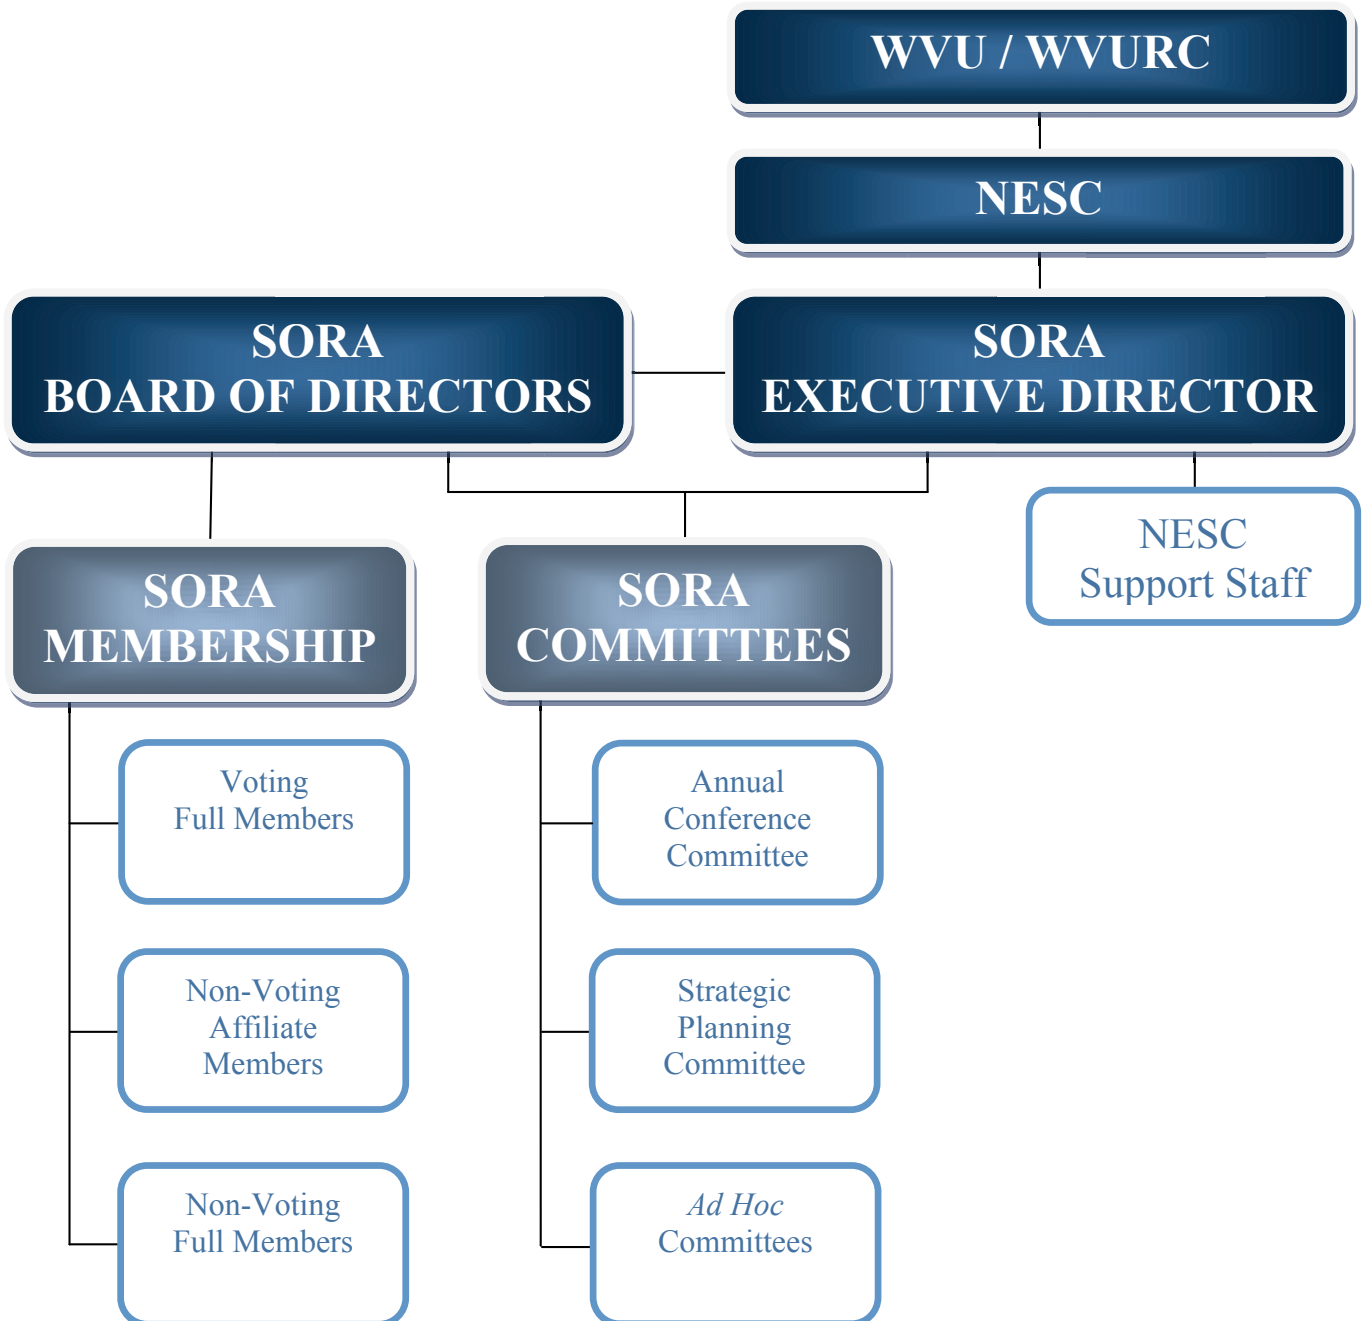 WVU / WVURC
NESC
SORA
BOARD OF DIRECTORS
SORA
EXECUTIVE DIRECTOR
NESC
Support Staff
SORA
MEMBERSHIP
SORA
COMMITTEES
Voting
Full Members
Annual
Conference
Committee
Non-Voting
Affiliate
Members
Strategic
Planning
Committee
Non-Voting
Full Members
Ad Hoc
Committees